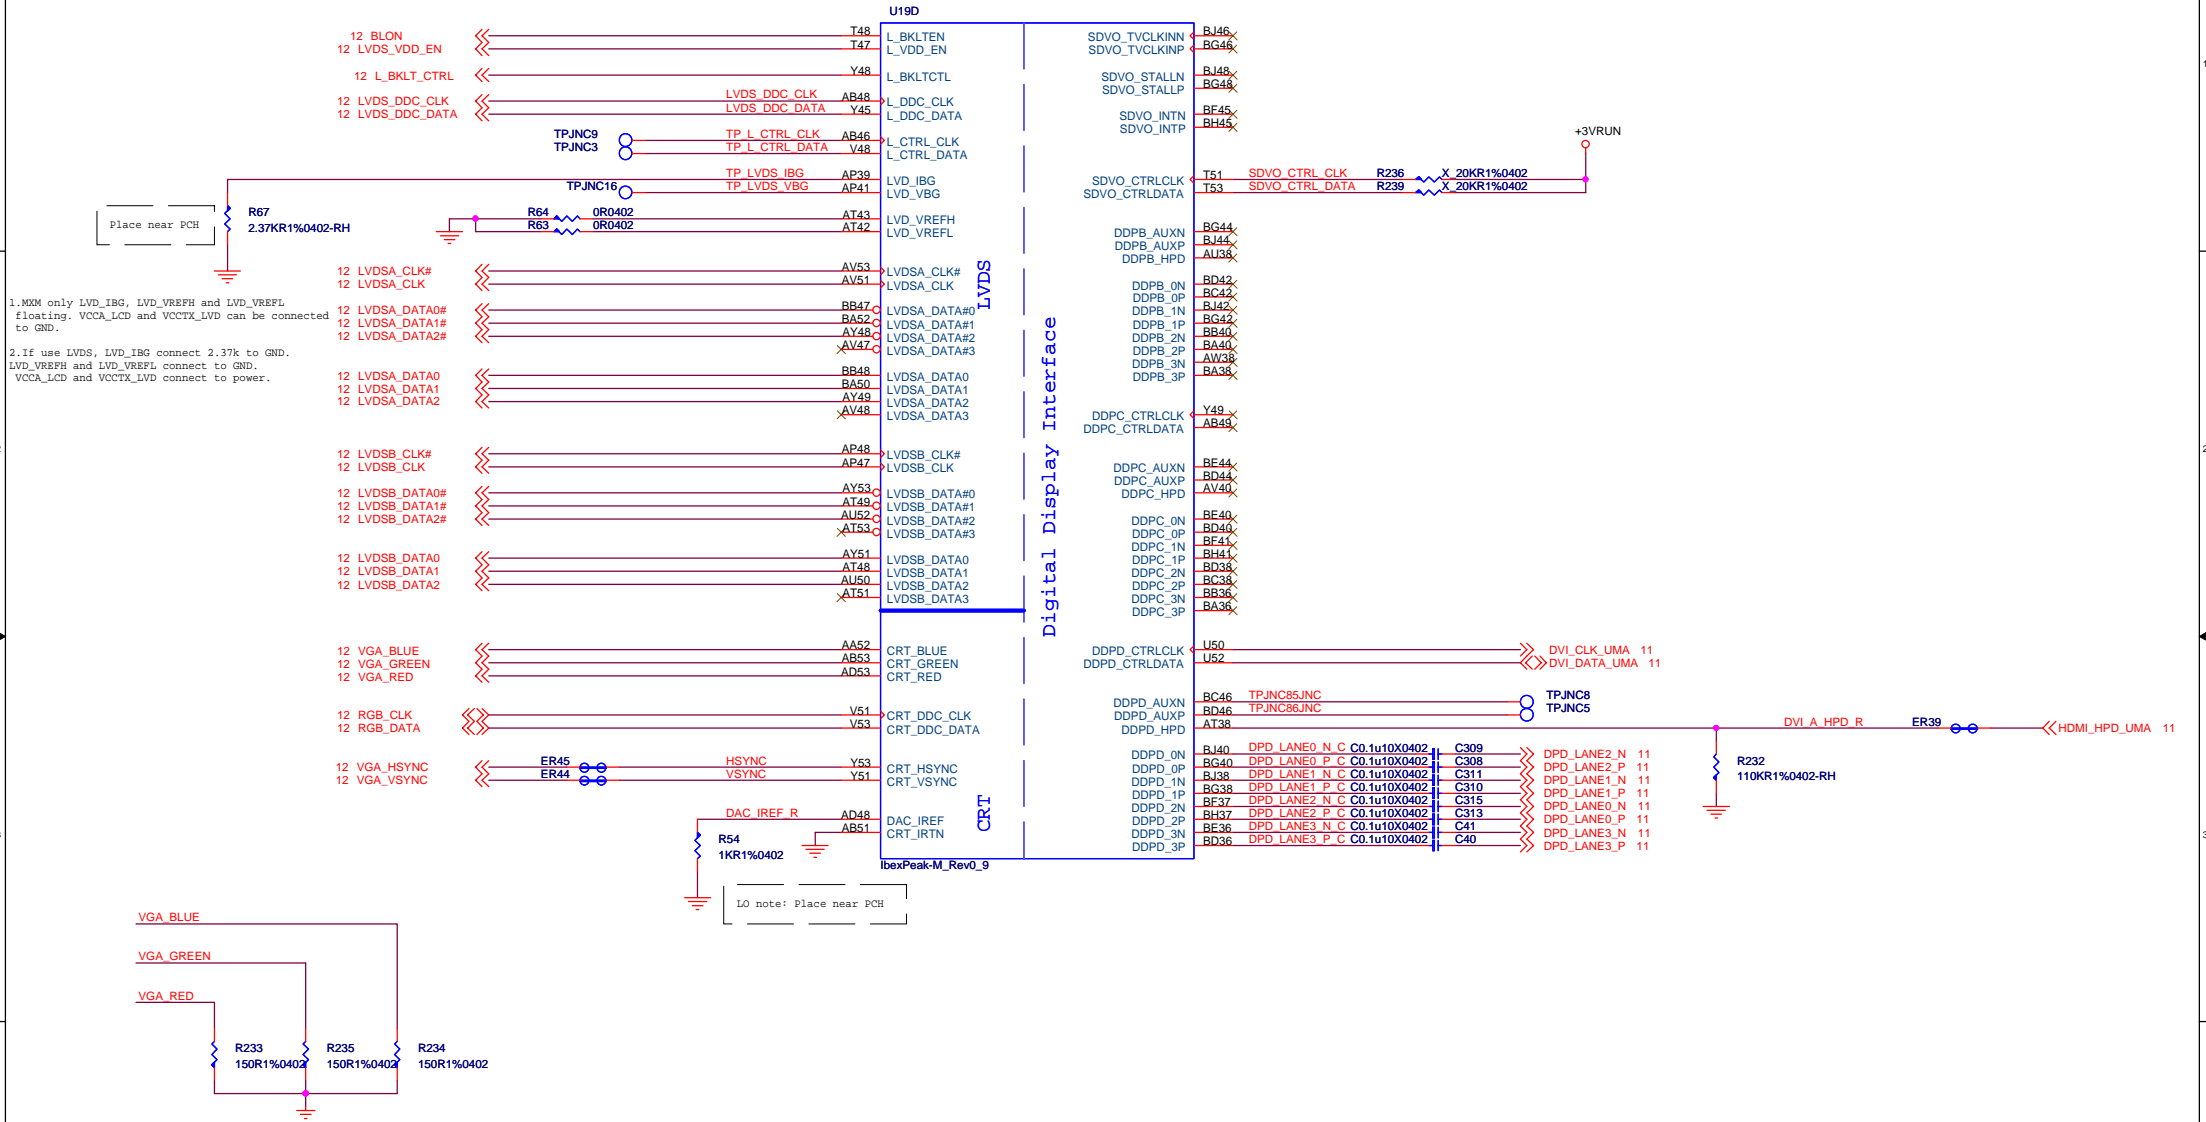 U19D
12 BLON T48 L_BKLTEN
12 LVDS_VDD_EN T47 L_VDD_EN
12 L_BKLT_CTRL Y48 L_BKLTCTL
12 LVDS_DDC_CLK LVDS_DDC_CLK AB48 L_DDC_CLK
12 LVDS_DDC_DATA LVDS_DDC_DATA Y45 L_DDC_DATA
TPJNC9 TP_L_CTRL_CLK AB46 L_CTRL_CLK
TPJNC3 TP_L_CTRL_DATA V48 L_CTRL_DATA
TP_LVDS_IBG AP39 LVD_IBG
TPJNC16 TP_LVDS_VBG AP41 LVD_VBG
Place near PCH
R67
2.37KR1%0402-RH
R64 0R0402 AT43 LVD_VREFH
R63 0R0402 AT42 LVD_VREFL
12 LVDSA_CLK# AV53 LVDSA_CLK#
12 LVDSA_CLK AV51 LVDSA_CLK
1.MXM only LVD_IBG, LVD_VREFH and LVD_VREFL
floating. VCCA_LCD and VCCTX_LVD can be connected
to GND.
2.If use LVDS, LVD_IBG connect 2.37k to GND.
LVD_VREFH and LVD_VREFL connect to GND.
VCCA_LCD and VCCTX_LVD connect to power.
12 LVDSA_DATA0# BB47 LVDSA_DATA#0
12 LVDSA_DATA1# BA52 LVDSA_DATA#1
12 LVDSA_DATA2# AY48 LVDSA_DATA#2
AV47 LVDSA_DATA#3
12 LVDSA_DATA0 BB48 LVDSA_DATA0
12 LVDSA_DATA1 BA50 LVDSA_DATA1
12 LVDSA_DATA2 AY49 LVDSA_DATA2
AV48 LVDSA_DATA3
12 LVDSB_CLK# AP48 LVDSB_CLK#
12 LVDSB_CLK AP47 LVDSB_CLK
12 LVDSB_DATA0# AY53 LVDSB_DATA#0
12 LVDSB_DATA1# AT49 LVDSB_DATA#1
12 LVDSB_DATA2# AU52 LVDSB_DATA#2
AT53 LVDSB_DATA#3
12 LVDSB_DATA0 AY51 LVDSB_DATA0
12 LVDSB_DATA1 AT48 LVDSB_DATA1
12 LVDSB_DATA2 AU50 LVDSB_DATA2
AT51 LVDSB_DATA3
12 VGA_BLUE AA52 CRT_BLUE
12 VGA_GREEN AB53 CRT_GREEN
12 VGA_RED AD53 CRT_RED
12 RGB_CLK V51 CRT_DDC_CLK
12 RGB_DATA V53 CRT_DDC_DATA
12 VGA_HSYNC ER45 HSYNC Y53 CRT_HSYNC
12 VGA_VSYNC ER44 VSYNC Y51 CRT_VSYNC
DAC_IREF_R AD48 DAC_IREF
AB51 CRT_IRTN
R54
1KR1%0402
LVDS
CRT
Digital Display Interface
IbexPeak-M_Rev0_9
LO note: Place near PCH
SDVO_TVCLKINN BJ46
SDVO_TVCLKINP BG46
SDVO_STALLN BJ48
SDVO_STALLP BG48
SDVO_INTN BF45
SDVO_INTP BH45
+3VRUN
SDVO_CTRLCLK T51 SDVO_CTRL_CLK R236 X_20KR1%0402
SDVO_CTRLDATA T53 SDVO_CTRL_DATA R239 X_20KR1%0402
DDPB_AUXN BG44
DDPB_AUXP BJ44
DDPB_HPD AU38
DDPB_0N BD42
DDPB_0P BC42
DDPB_1N BJ42
DDPB_1P BG42
DDPB_2N BB40
DDPB_2P BA40
DDPB_3N AW38
DDPB_3P BA38
DDPC_CTRLCLK Y49
DDPC_CTRLDATA AB49
DDPC_AUXN BE44
DDPC_AUXP BD44
DDPC_HPD AV40
DDPC_0N BE40
DDPC_0P BD40
DDPC_1N BF41
DDPC_1P BH41
DDPC_2N BD38
DDPC_2P BC38
DDPC_3N BB36
DDPC_3P BA36
DDPD_CTRLCLK U50 DVI_CLK_UMA 11
DDPD_CTRLDATA U52 DVI_DATA_UMA 11
DDPD_AUXN BC46 TPJNC85JNC TPJNC8
DDPD_AUXP BD46 TPJNC86JNC TPJNC5
DDPD_HPD AT38 DVI_A_HPD_R ER39 HDMI_HPD_UMA 11
R232
110KR1%0402-RH
DDPD_0N BJ40 DPD_LANE0_N_C C0.1u10X0402 C309 DPD_LANE2_N 11
DDPD_0P BG40 DPD_LANE0_P_C C0.1u10X0402 C308 DPD_LANE2_P 11
DDPD_1N BJ38 DPD_LANE1_N_C C0.1u10X0402 C311 DPD_LANE1_N 11
DDPD_1P BG38 DPD_LANE1_P_C C0.1u10X0402 C310 DPD_LANE1_P 11
DDPD_2N BF37 DPD_LANE2_N_C C0.1u10X0402 C315 DPD_LANE0_N 11
DDPD_2P BH37 DPD_LANE2_P_C C0.1u10X0402 C313 DPD_LANE0_P 11
DDPD_3N BE36 DPD_LANE3_N_C C0.1u10X0402 C41 DPD_LANE3_N 11
DDPD_3P BD36 DPD_LANE3_P_C C0.1u10X0402 C40 DPD_LANE3_P 11
VGA_BLUE
VGA_GREEN
VGA_RED
R233 R235 R234
150R1%0402 150R1%0402 150R1%0402